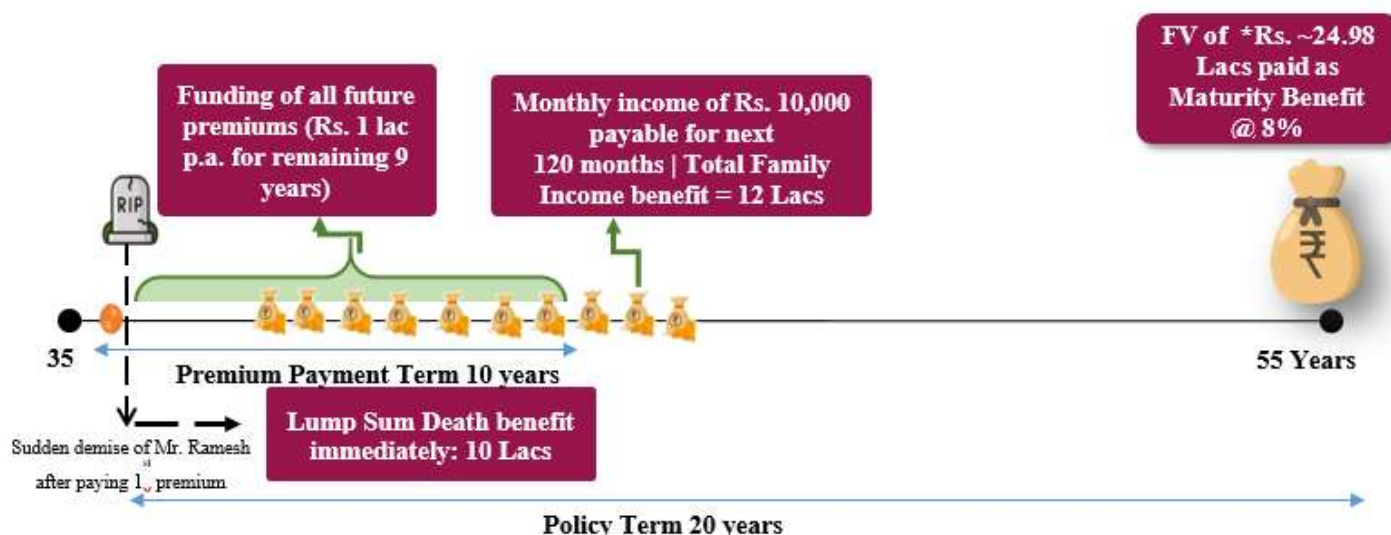 FV of *Rs. ~24.98
Lacs paid as
Maturity Benefit
@ 8%
Funding of all future
premiums (Rs. 1 lac
p.a. for remaining 9
years)
Monthly income of Rs. 10,000
payable for next
120 months | Total Family
Income benefit = 12 Lacs
RIP
35
55 Years
Premium Payment Term 10 years
Lump Sum Death benefit
immediately: 10 Lacs
Sudden demise of Mr. Ramesh
after paying 1st premium
Policy Term 20 years